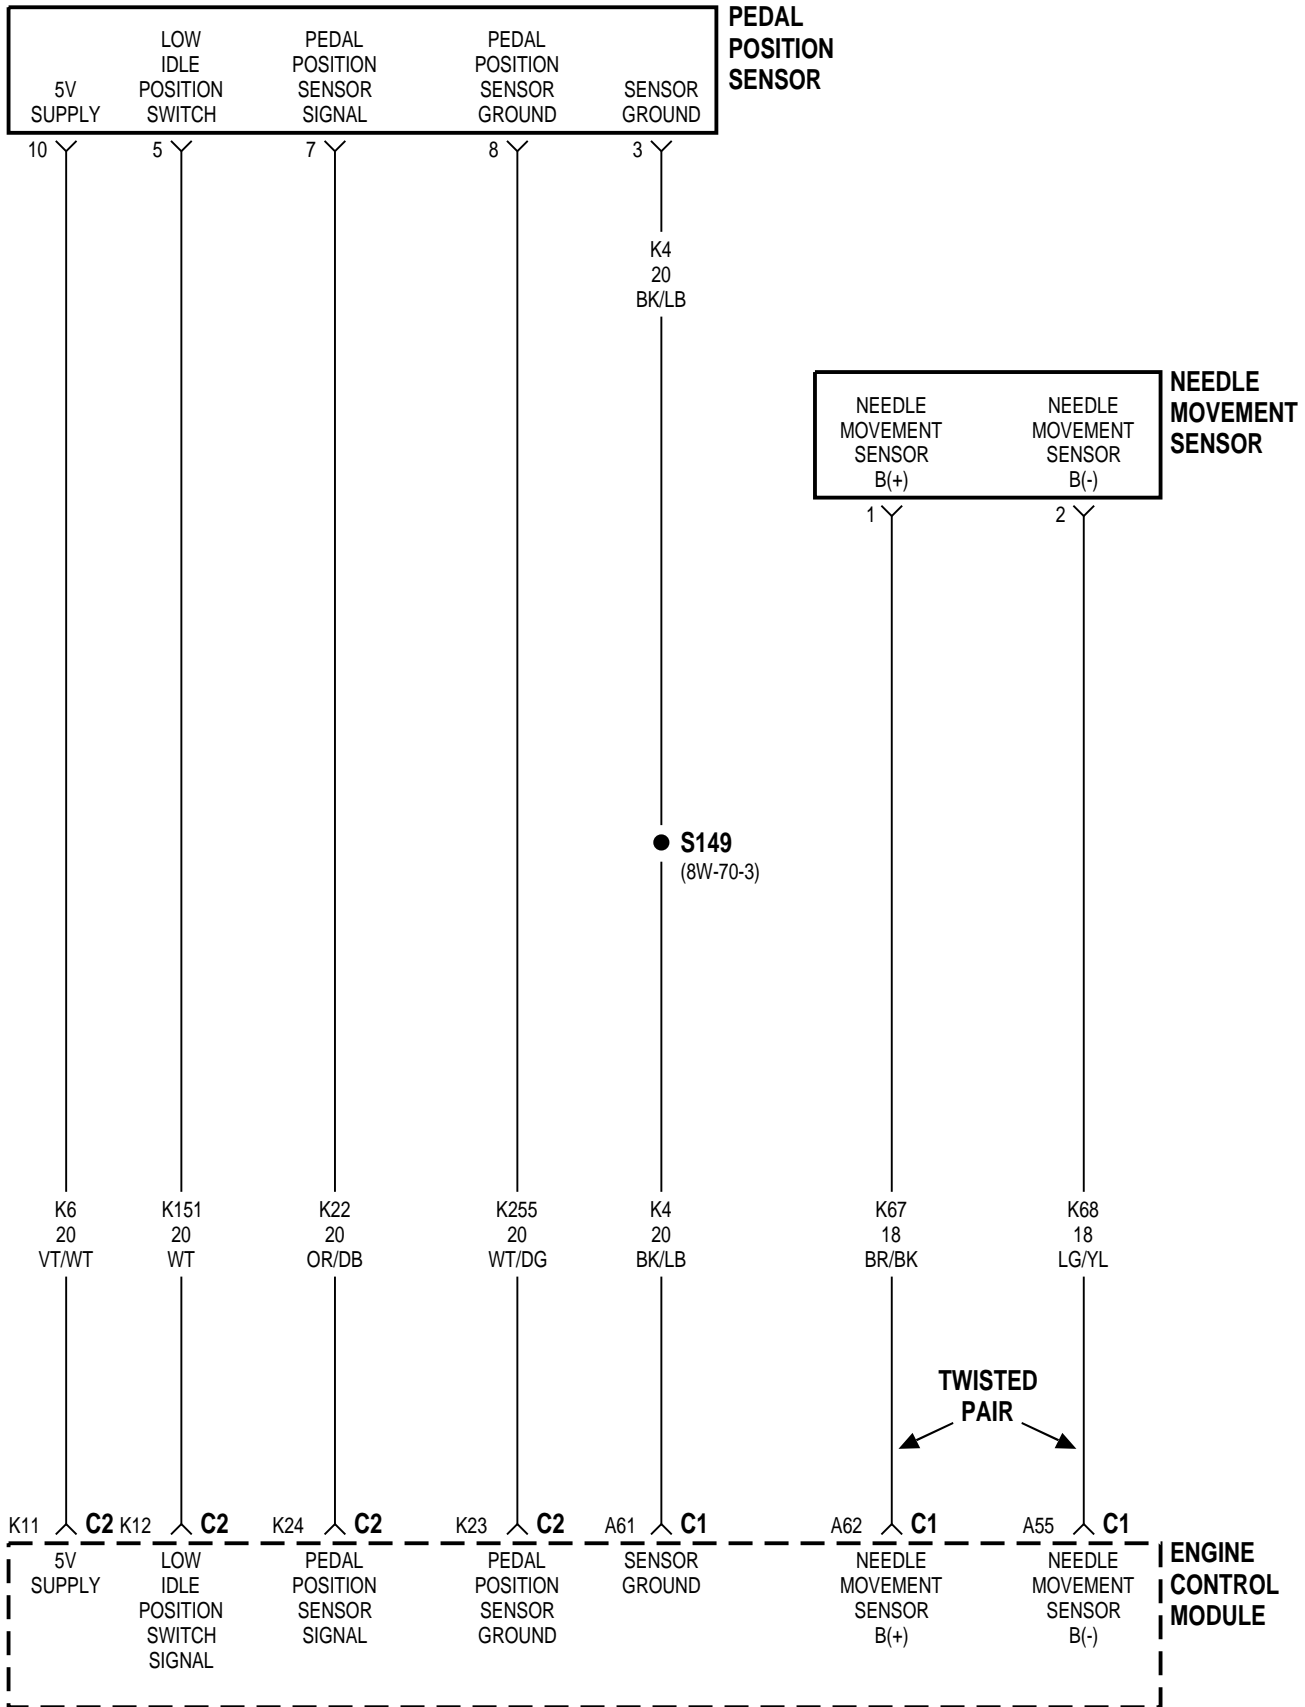 PEDAL
POSITION
SENSOR
5V
SUPPLY
LOW
IDLE
POSITION
SWITCH
PEDAL
POSITION
SENSOR
SIGNAL
PEDAL
POSITION
SENSOR
GROUND
SENSOR
GROUND
10
5
7
8
3
K4
20
BK/LB
NEEDLE
MOVEMENT
SENSOR
NEEDLE
MOVEMENT
SENSOR
B(+)
NEEDLE
MOVEMENT
SENSOR
B(-)
1
2
S149
(8W-70-3)
K6
20
VT/WT
K151
20
WT
K22
20
OR/DB
K255
20
WT/DG
K4
20
BK/LB
K67
18
BR/BK
K68
18
LG/YL
TWISTED
PAIR
K11 C2
K12 C2
K24 C2
K23 C2
A61 C1
A62 C1
A55 C1
5V
SUPPLY
LOW
IDLE
POSITION
SWITCH
SIGNAL
PEDAL
POSITION
SENSOR
SIGNAL
PEDAL
POSITION
SENSOR
GROUND
SENSOR
GROUND
NEEDLE
MOVEMENT
SENSOR
B(+)
NEEDLE
MOVEMENT
SENSOR
B(-)
ENGINE
CONTROL
MODULE